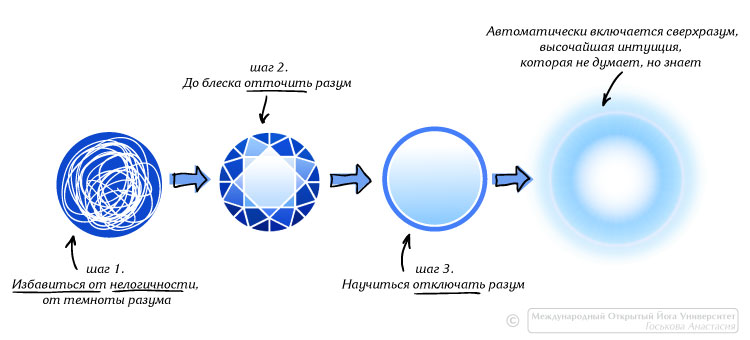 шаг 1.
Избавиться от нелогичности,
от темноты разума
шаг 2.
До блеска отточить разум
шаг 3.
Научиться отключать разум
Автоматически включается сверхразум,
высочайшая интуиция,
которая не думает, но знает
© Международный Открытый Йога Университет
Госькова Анастасия